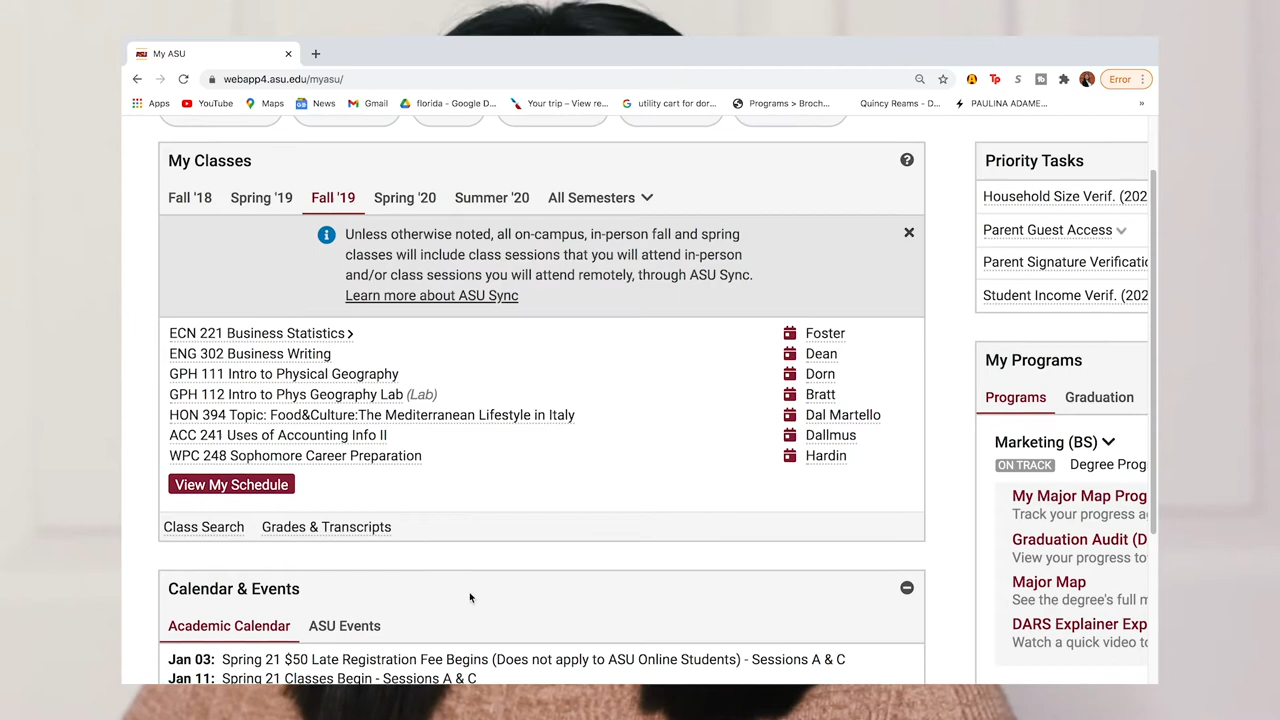 My ASU
webapp4.asu.edu/myasu/
Error
Apps
YouTube
Maps
News
Gmail
florida - Google D...
Your trip – View re...
utility cart for dor...
Programs > Broch...
Quincy Reams - D...
PAULINA ADAME...
»
My Classes
Fall '18 Spring '19 Fall '19 Spring '20 Summer '20 All Semesters
Unless otherwise noted, all on-campus, in-person fall and spring
classes will include class sessions that you will attend in-person
and/or class sessions you will attend remotely, through ASU Sync.
Learn more about ASU Sync
ECN 221 Business Statistics Foster
ENG 302 Business Writing Dean
GPH 111 Intro to Physical Geography Dorn
GPH 112 Intro to Phys Geography Lab (Lab) Bratt
HON 394 Topic: Food&Culture:The Mediterranean Lifestyle in Italy Dal Martello
ACC 241 Uses of Accounting Info II Dallmus
WPC 248 Sophomore Career Preparation Hardin
View My Schedule
Class Search Grades & Transcripts
Calendar & Events
Academic Calendar ASU Events
Jan 03: Spring 21 $50 Late Registration Fee Begins (Does not apply to ASU Online Students) - Sessions A & C
Jan 11: Spring 21 Classes Begin - Sessions A & C
Priority Tasks
Household Size Verif. (202
Parent Guest Access
Parent Signature Verificatio
Student Income Verif. (202
My Programs
Programs Graduation
Marketing (BS)
ON TRACK Degree Prog
My Major Map Prog
Track your progress a
Graduation Audit (D
View your progress to
Major Map
See the degree's full m
DARS Explainer Exp
Watch a quick video to